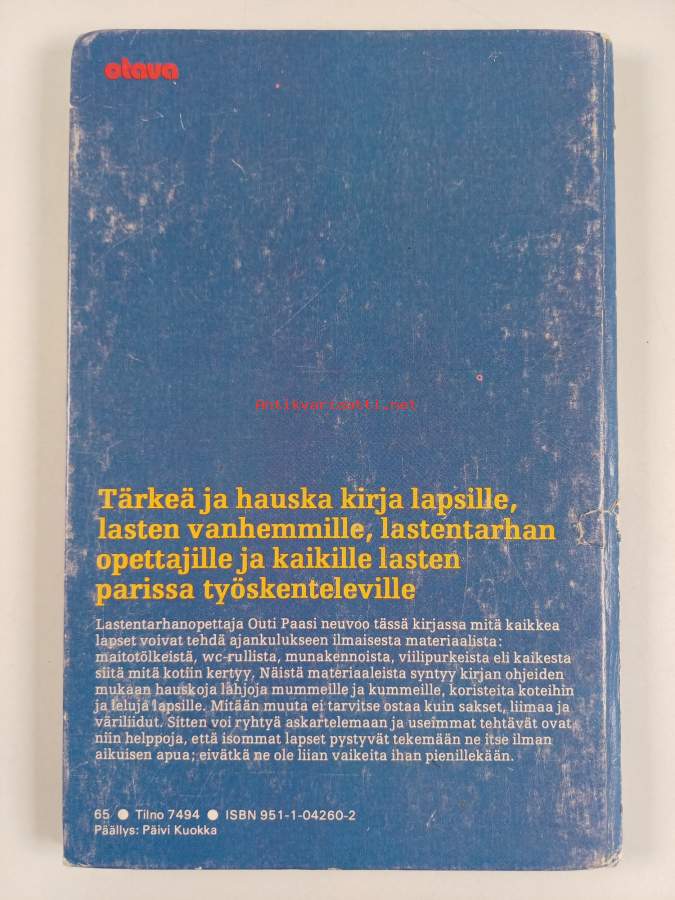 otava
Antikvariaatti.net
Tärkeä ja hauska kirja lapsille,
lasten vanhemmille, lastentarhan
opettajille ja kaikille lasten
parissa työskenteleville
Lastentarhanopettaja Outi Paasi neuvoo tässä kirjassa mitä kaikkea
lapset voivat tehdä ajankulukseen ilmaisesta materiaalista:
maitotölkeistä, wc-rullista, munakennoista, viilipurkeista eli kaikesta
siitä mitä kotiin kertyy. Näistä materiaaleista syntyy kirjan ohjeiden
mukaan hauskoja lahjoja mummeille ja kummeille, koristeita koteihin
ja leluja lapsille. Mitään muuta ei tarvitse ostaa kuin sakset, liimaa ja
väriliidut. Sitten voi ryhtyä askartelemaan ja useimmat tehtävät ovat
niin helppoja, että isommat lapset pystyvät tekemään ne itse ilman
aikuisen apua; eivätkä ne ole liian vaikeita ihan pienillekään.
65 ● Tilno 7494 ● ISBN 951-1-04260-2
Päällys: Päivi Kuokka